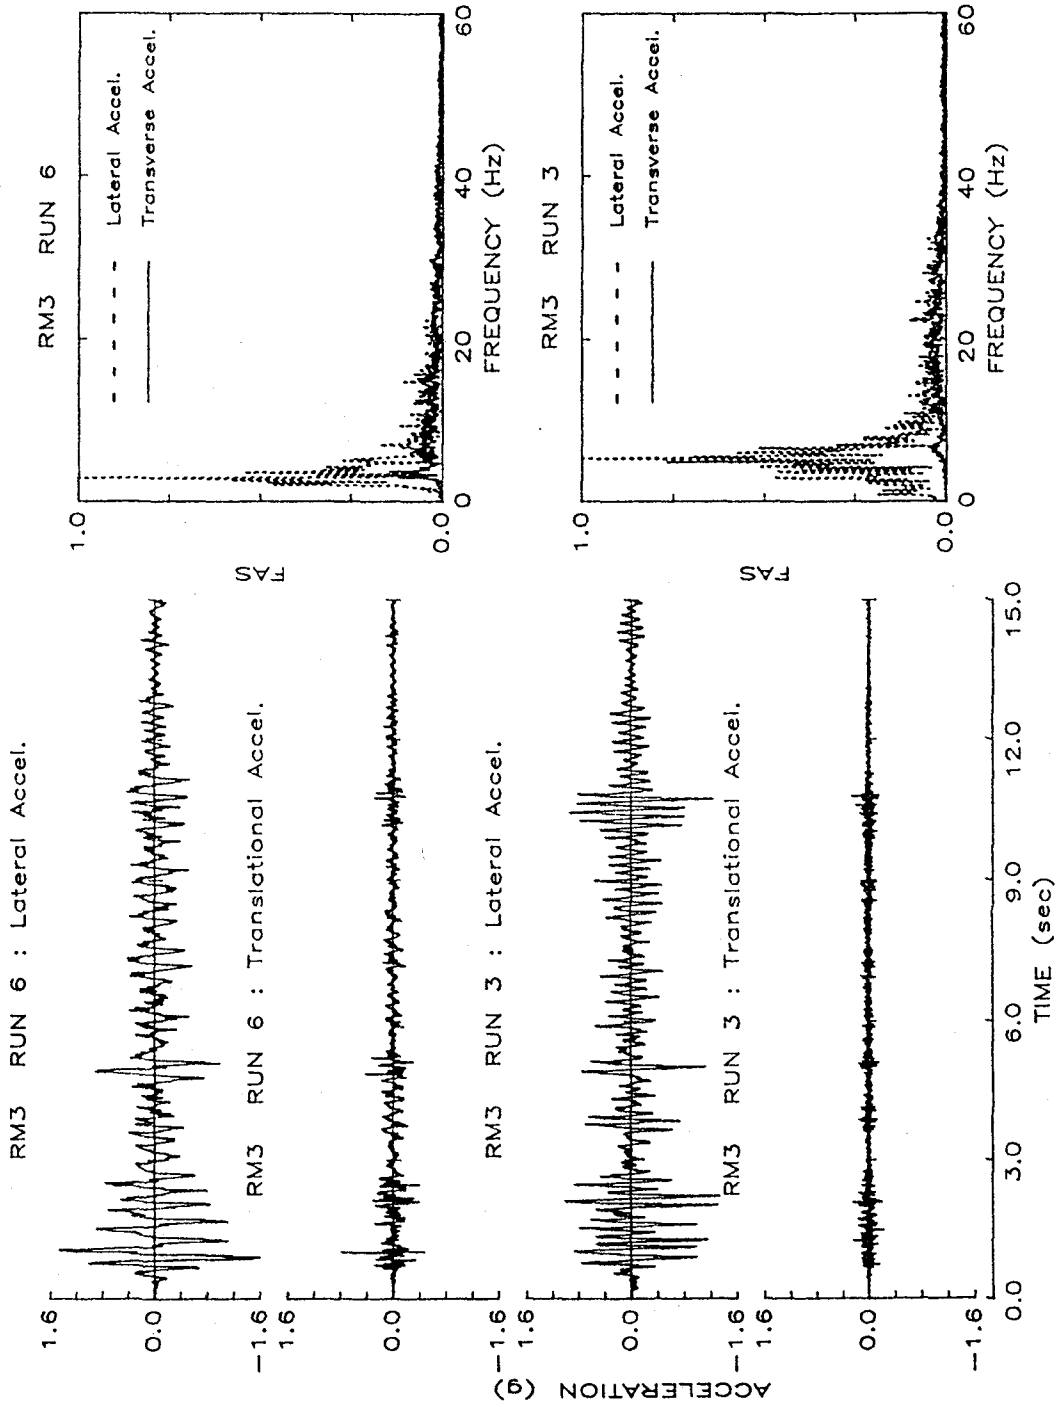 RM3 RUN 6 : Lateral Accel.
1.6
0.0
-1.6
RM3 RUN 6 : Translational Accel.
1.6
0.0
-1.6
RM3 RUN 3 : Lateral Accel.
1.6
0.0
-1.6
RM3 RUN 3 : Translational Accel.
1.6
0.0
-1.6
ACCELERATION (g)
0.0 3.0 6.0 9.0 12.0 15.0
TIME (sec)
RM3 RUN 6
Lateral Accel.
Transverse Accel.
1.0
0.0
FAS
0 20 40 60
FREQUENCY (Hz)
RM3 RUN 3
Lateral Accel.
Transverse Accel.
1.0
0.0
FAS
0 20 40 60
FREQUENCY (Hz)